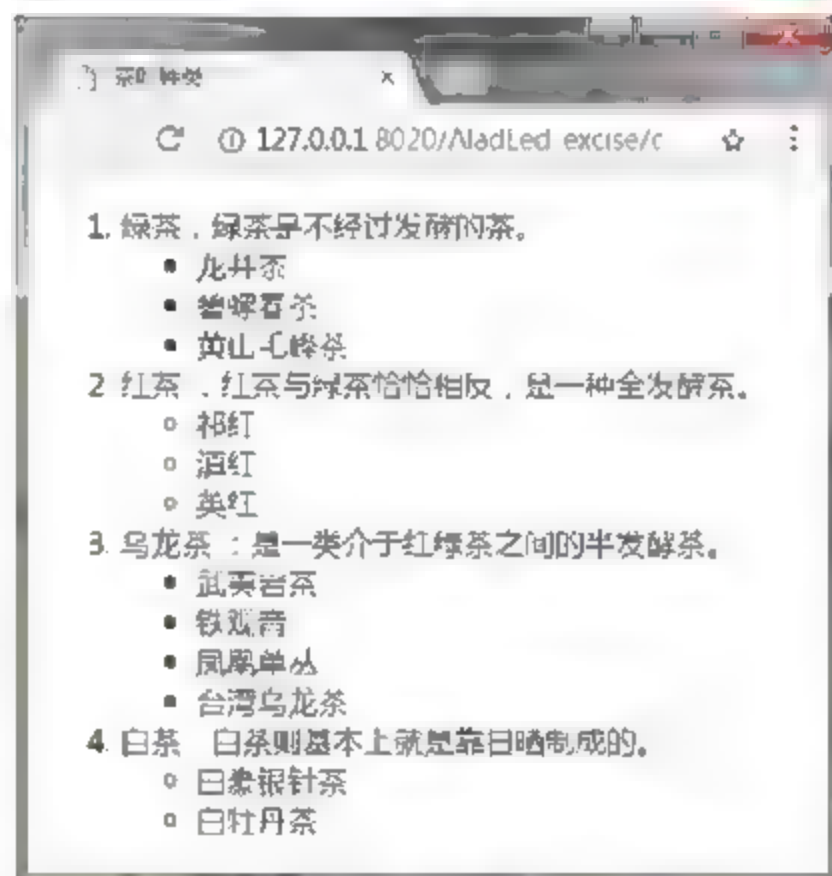 茶叶种类
127.0.0.1:8020/
1. 绿茶：绿茶是不经过发酵的茶。
龙井茶
碧螺春茶
黄山毛峰茶
2. 红茶：红茶与绿茶恰恰相反，是一种全发酵茶。
祁红
滇红
英红
3. 乌龙茶：是一类介于红绿茶之间的半发酵茶。
武夷岩茶
铁观音
凤凰单丛
台湾乌龙茶
4. 白茶：白茶则基本上就是靠日晒制成的。
白豪银针茶
白牡丹茶